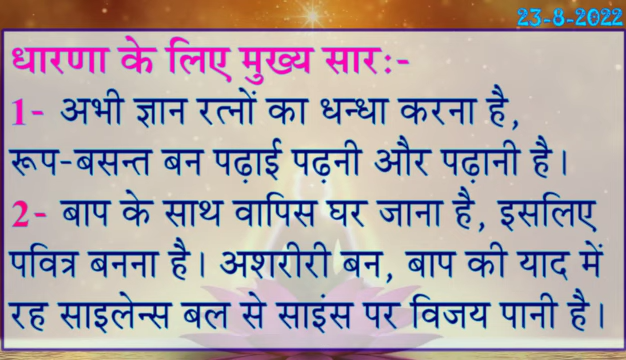 23-8-2022
धारणा के लिए मुख्य सार:-
1- अभी ज्ञान रत्नों का धन्धा करना है,
रूप-बसन्त बन पढ़ाई पढ़नी और पढ़ानी है।
2- बाप के साथ वापिस घर जाना है, इसलिए
पवित्र बनना है। अशरीरी बन, बाप की याद में
रह साइलेन्स बल से साइंस पर विजय पानी है।